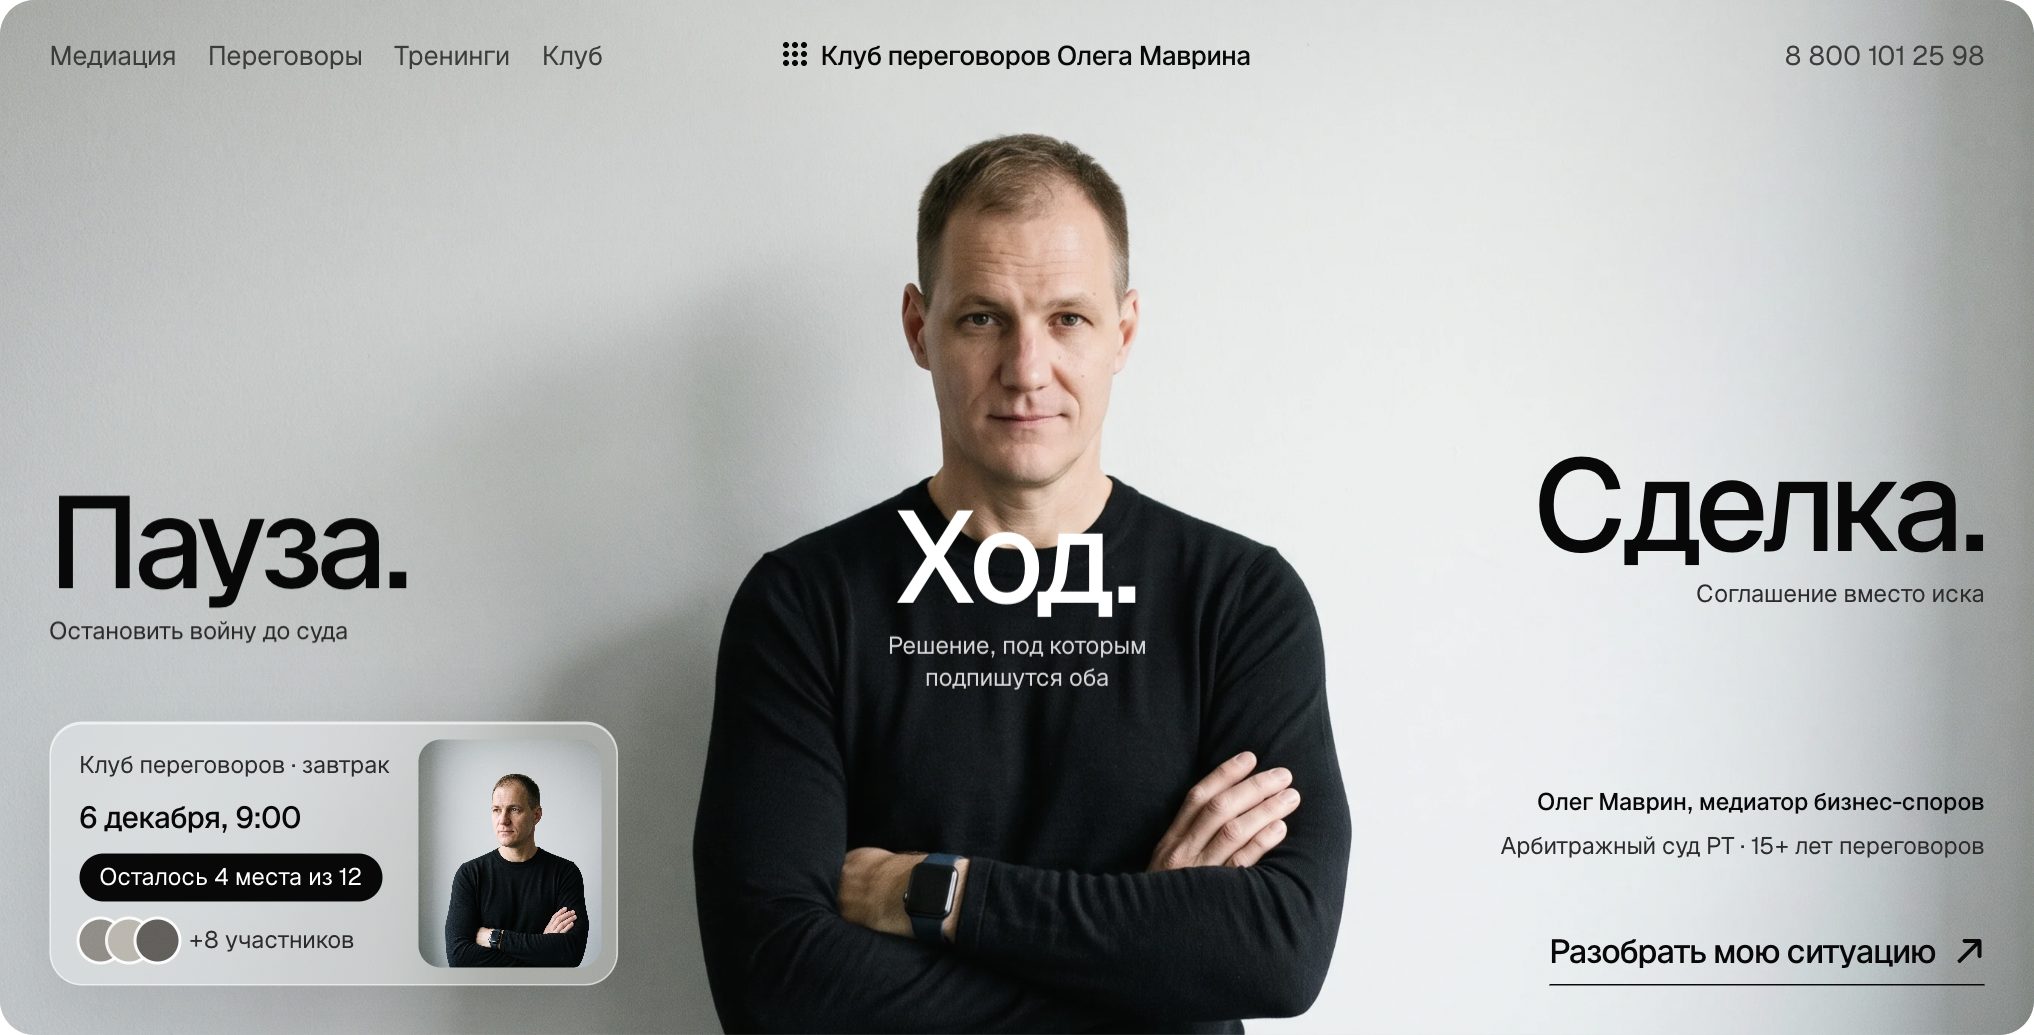 Медиация Переговоры Тренинги Клуб
Клуб переговоров Олега Маврина
8 800 101 25 98
Пауза.
Остановить войну до суда
Ход.
Решение, под которым
подпишутся оба
Сделка.
Соглашение вместо иска
Клуб переговоров · завтрак
6 декабря, 9:00
Осталось 4 места из 12
+8 участников
Олег Маврин, медиатор бизнес-споров
Арбитражный суд РТ · 15+ лет переговоров
Разобрать мою ситуацию